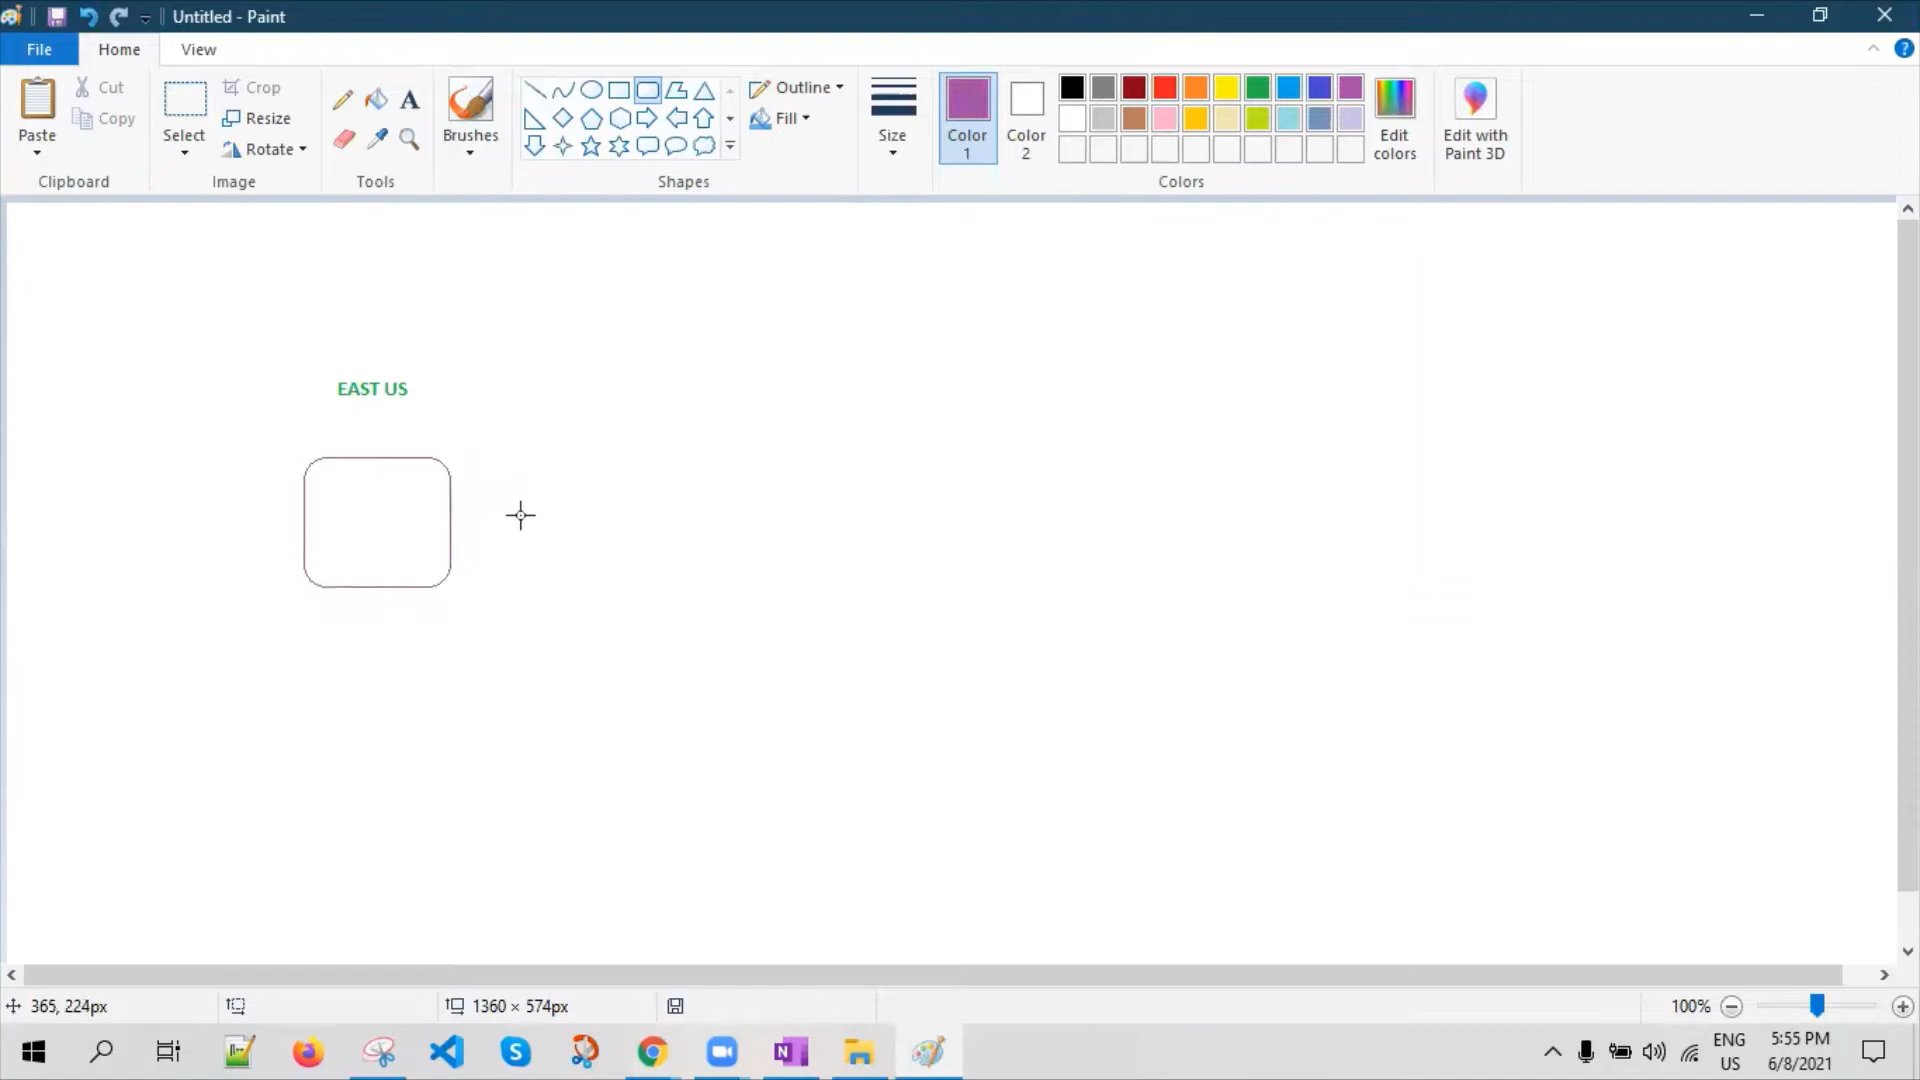 Untitled - Paint
File Home View
Paste Cut Copy Clipboard
Select Crop Resize Rotate Image
A
Tools
Brushes
Outline Fill Shapes
Size
Color 1 Color 2 Colors
Edit colors
Edit with Paint 3D
EAST US
365, 224px
1360 × 574px
100%
ENG US
5:55 PM
6/8/2021